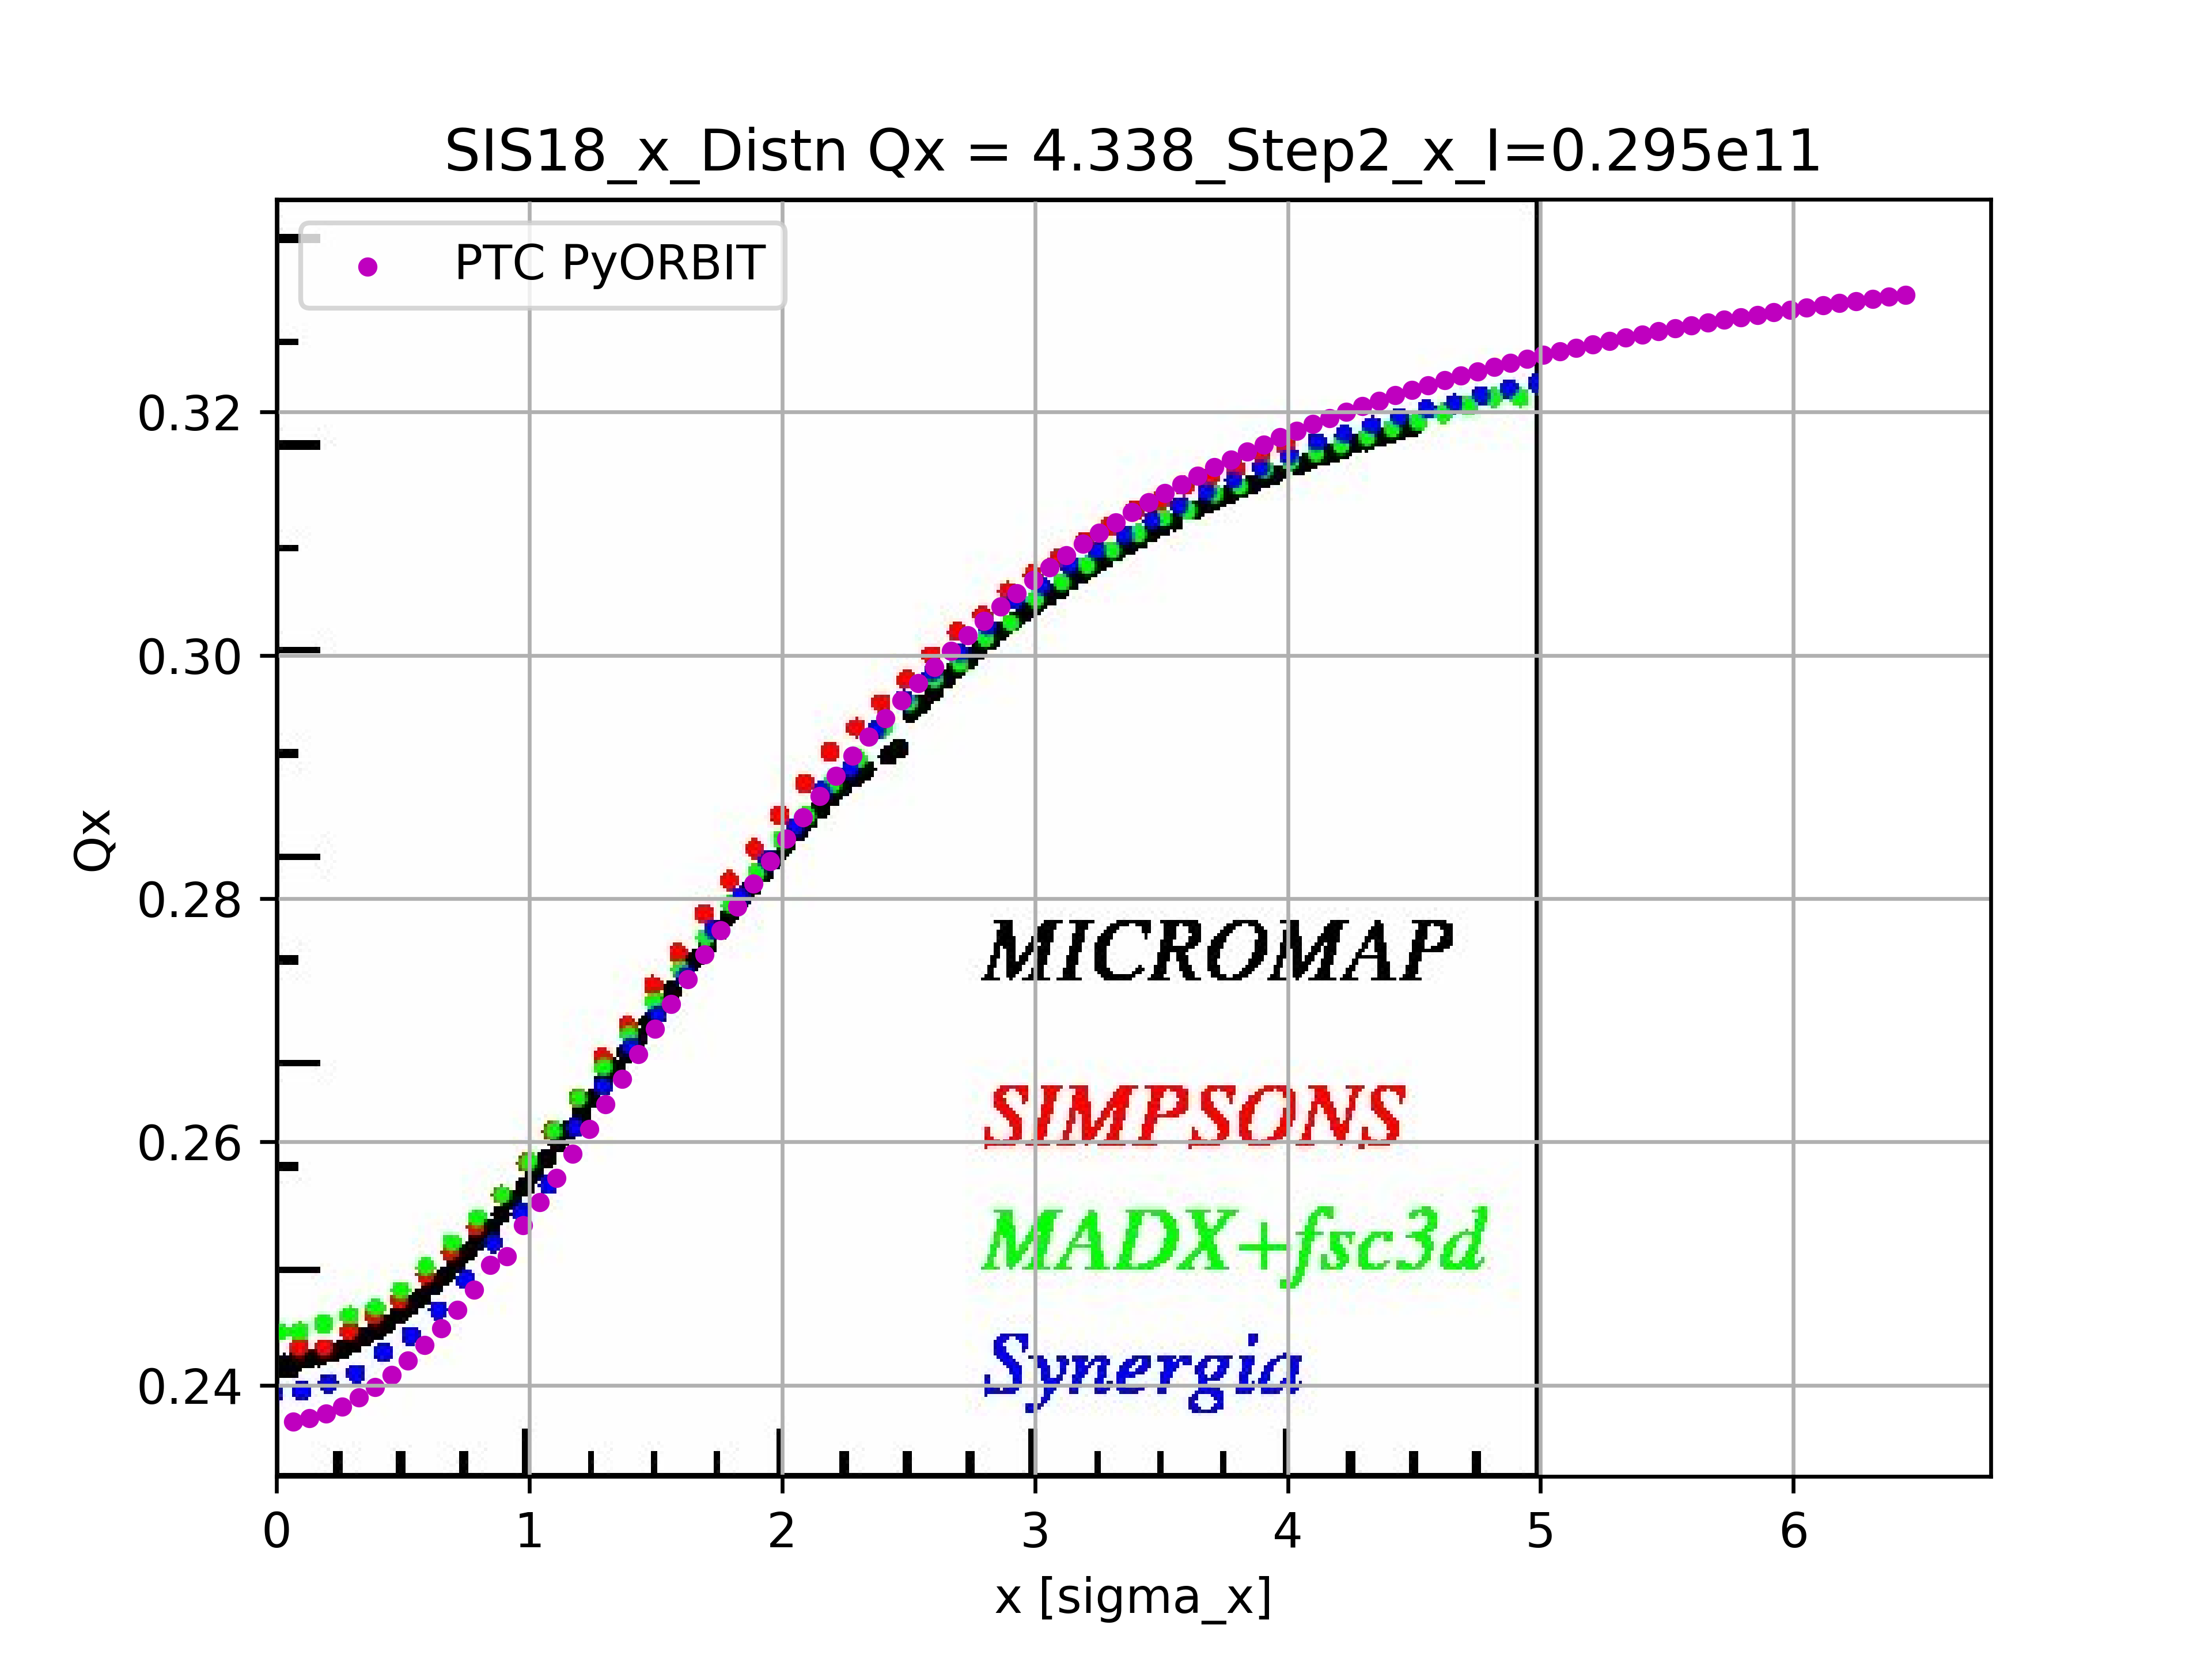 SIS18_x_Distn Qx = 4.338_Step2_x_I=0.295e11
PTC PyORBIT
0.32
0.30
0.28
0.26
0.24
Qx
MICROMAP
SIMPSONS
MADX+fsc3d
Synergia
0 1 2 3 4 5 6
x [sigma_x]